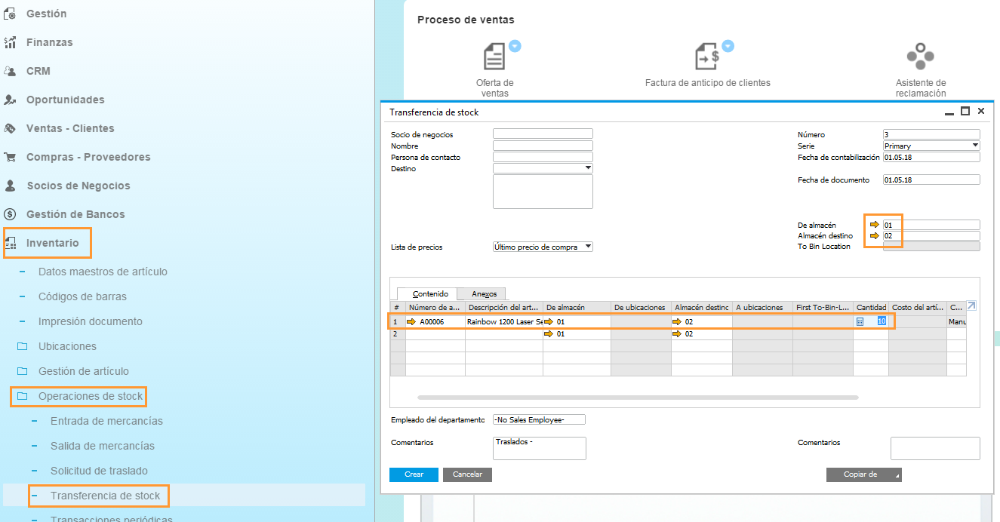 Gestión
Finanzas
CRM
Oportunidades
Ventas - Clientes
Compras - Proveedores
Socios de Negocios
Gestión de Bancos
Inventario
Datos maestros de artículo
Códigos de barras
Impresión documento
Ubicaciones
Gestión de artículo
Operaciones de stock
Entrada de mercancías
Salida de mercancías
Solicitud de traslado
Transferencia de stock
Transacciones periódicas
Proceso de ventas
Oferta de
ventas
Factura de anticipo de clientes
Asistente de
reclamación
Transferencia de stock
Socio de negocios
Nombre
Persona de contacto
Destino
Número 3
Serie Primary
Fecha de contabilización 01.05.18
Fecha de documento 01.05.18
De almacén 01
Almacén destino 02
To Bin Location
Lista de precios Último precio de compra
Contenido Anexos
# Número de a... Descripción del art... De almacén De ubicaciones Almacén destinc A ubicaciones First To-Bin-L... Cantidad Costo del artí... C...
1 A00006 Rainbow 1200 Laser Se 01 02 10 Manu
2 01 02
Empleado del departamento -No Sales Employee-
Comentarios Traslados - Comentarios
Crear Cancelar Copiar de